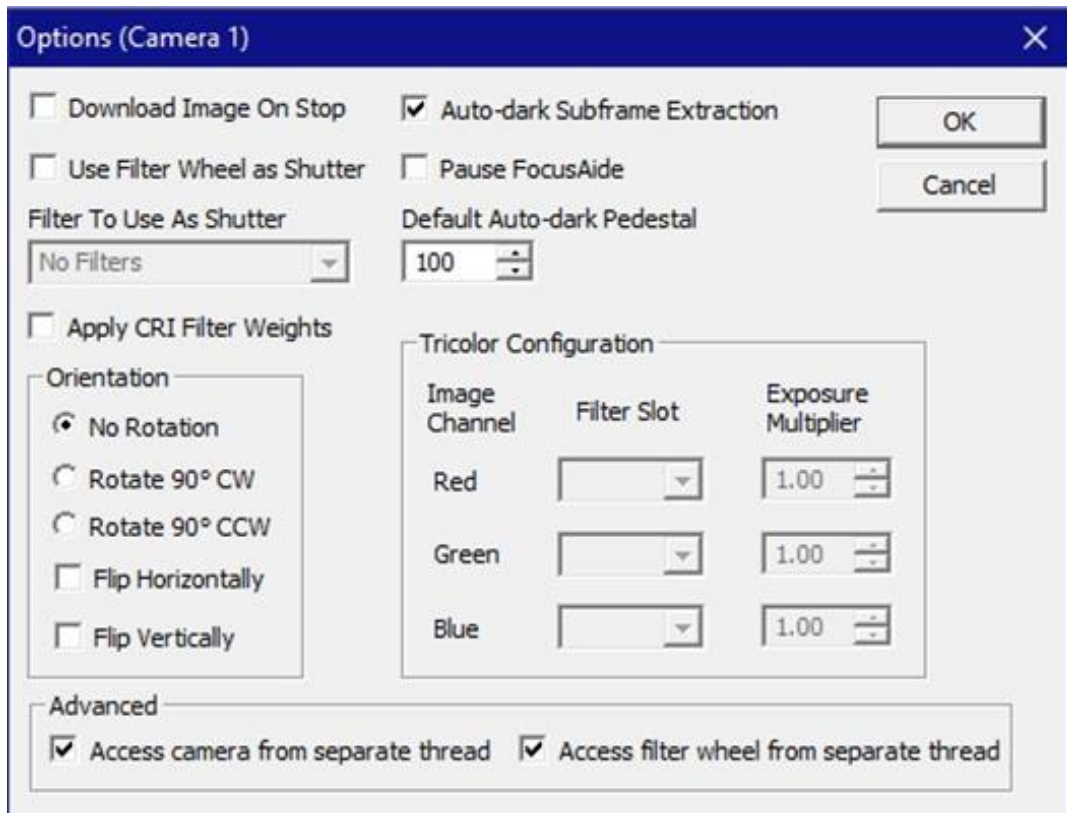 Options (Camera 1)
Download Image On Stop
Auto-dark Subframe Extraction
OK
Use Filter Wheel as Shutter
Pause FocusAide
Cancel
Filter To Use As Shutter
Default Auto-dark Pedestal
No Filters
100
Apply CRI Filter Weights
Orientation
No Rotation
Rotate 90° CW
Rotate 90° CCW
Flip Horizontally
Flip Vertically
Tricolor Configuration
Image
Channel
Filter Slot
Exposure
Multiplier
Red
1.00
Green
1.00
Blue
1.00
Advanced
Access camera from separate thread
Access filter wheel from separate thread